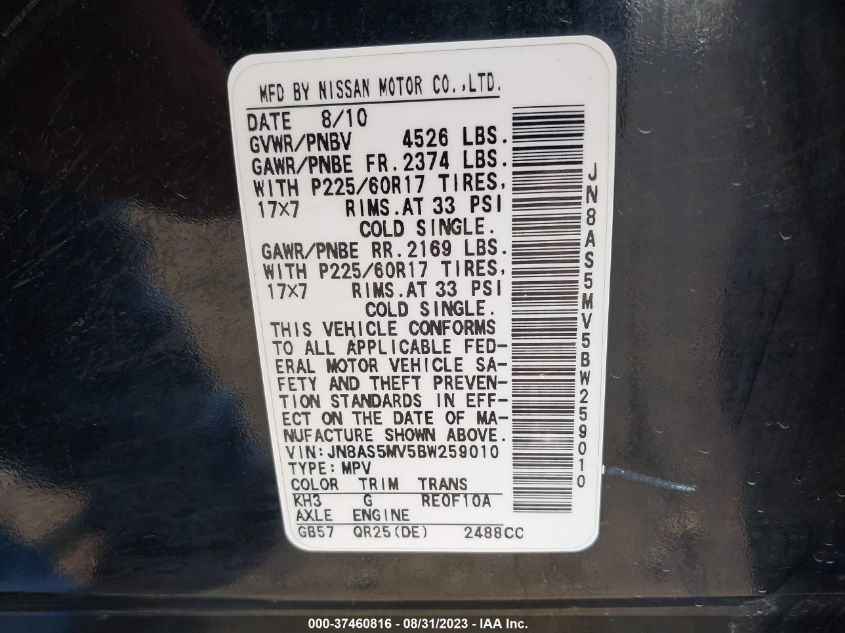 MFD BY NISSAN MOTOR CO.,LTD.
DATE 8/10
GVWR/PNBV 4526 LBS.
GAWR/PNBE FR.2374 LBS.
WITH P225/60R17 TIRES,
17X7 RIMS.AT 33 PSI
COLD SINGLE.
GAWR/PNBE RR.2169 LBS.
WITH P225/60R17 TIRES,
17X7 RIMS.AT 33 PSI
COLD SINGLE.
THIS VEHICLE CONFORMS
TO ALL APPLICABLE FED-
ERAL MOTOR VEHICLE SA-
FETY AND THEFT PREVEN-
TION STANDARDS IN EFF-
ECT ON THE DATE OF MA-
NUFACTURE SHOWN ABOVE.
VIN:JN8AS5MV5BW259010
TYPE:MPV
COLOR TRIM TRANS
KH3 G RE0F10A
AXLE ENGINE
GB57 QR25(DE) 2488CC
JN8AS5MV5BW259010
000-37460816 - 08/31/2023 - IAA Inc.